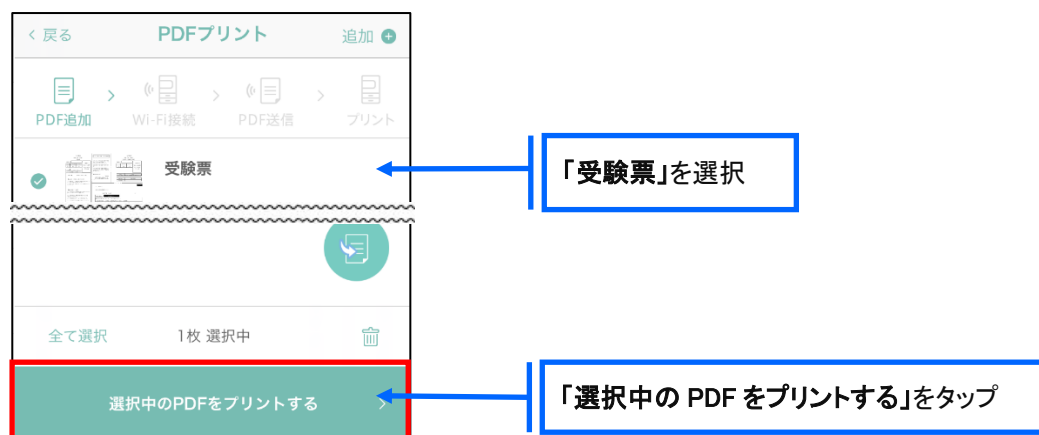 < 戻る PDFプリント 追加
PDF追加 Wi-Fi接続 PDF送信 プリント
受験票
「受験票」を選択
全て選択 1枚 選択中
選択中のPDFをプリントする >
「選択中の PDF をプリントする」をタップ